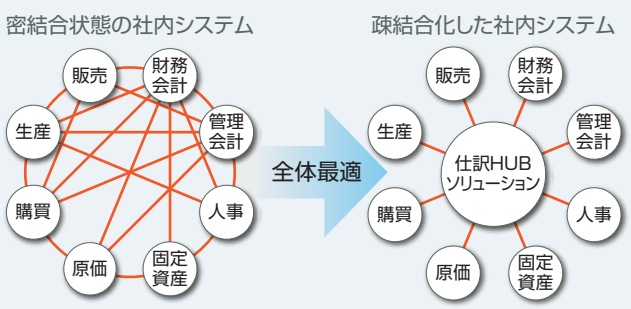 密結合状態の社内システム
販売
財務
会計
管理
会計
人事
固定
資産
原価
購買
生産
全体最適
疎結合化した社内システム
販売
財務
会計
管理
会計
人事
固定
資産
原価
購買
生産
仕訳HUB
ソリューション